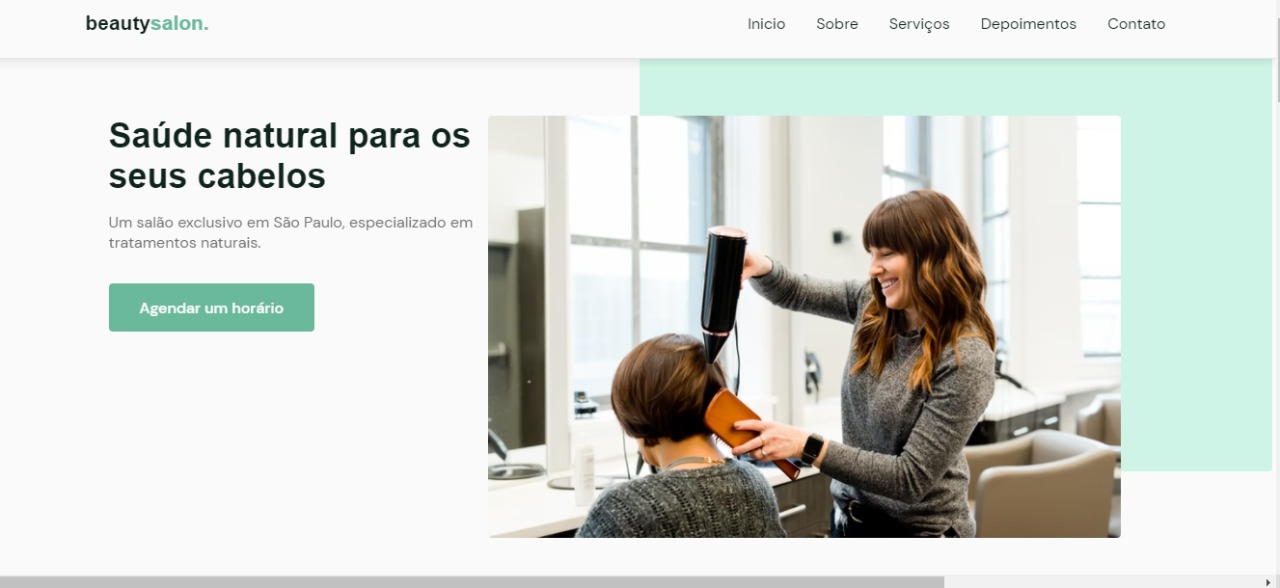 beautysalon.
Inicio Sobre Serviços Depoimentos Contato
Saúde natural para os
seus cabelos
Um salão exclusivo em São Paulo, especializado em
tratamentos naturais.
Agendar um horário